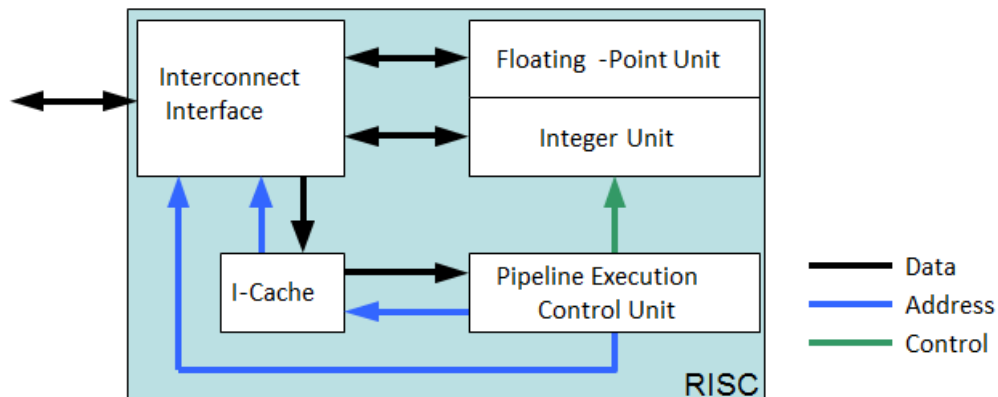 Interconnect
Interface
Floating -Point Unit
Integer Unit
I-Cache
Pipeline Execution
Control Unit
Data
Address
Control
RISC